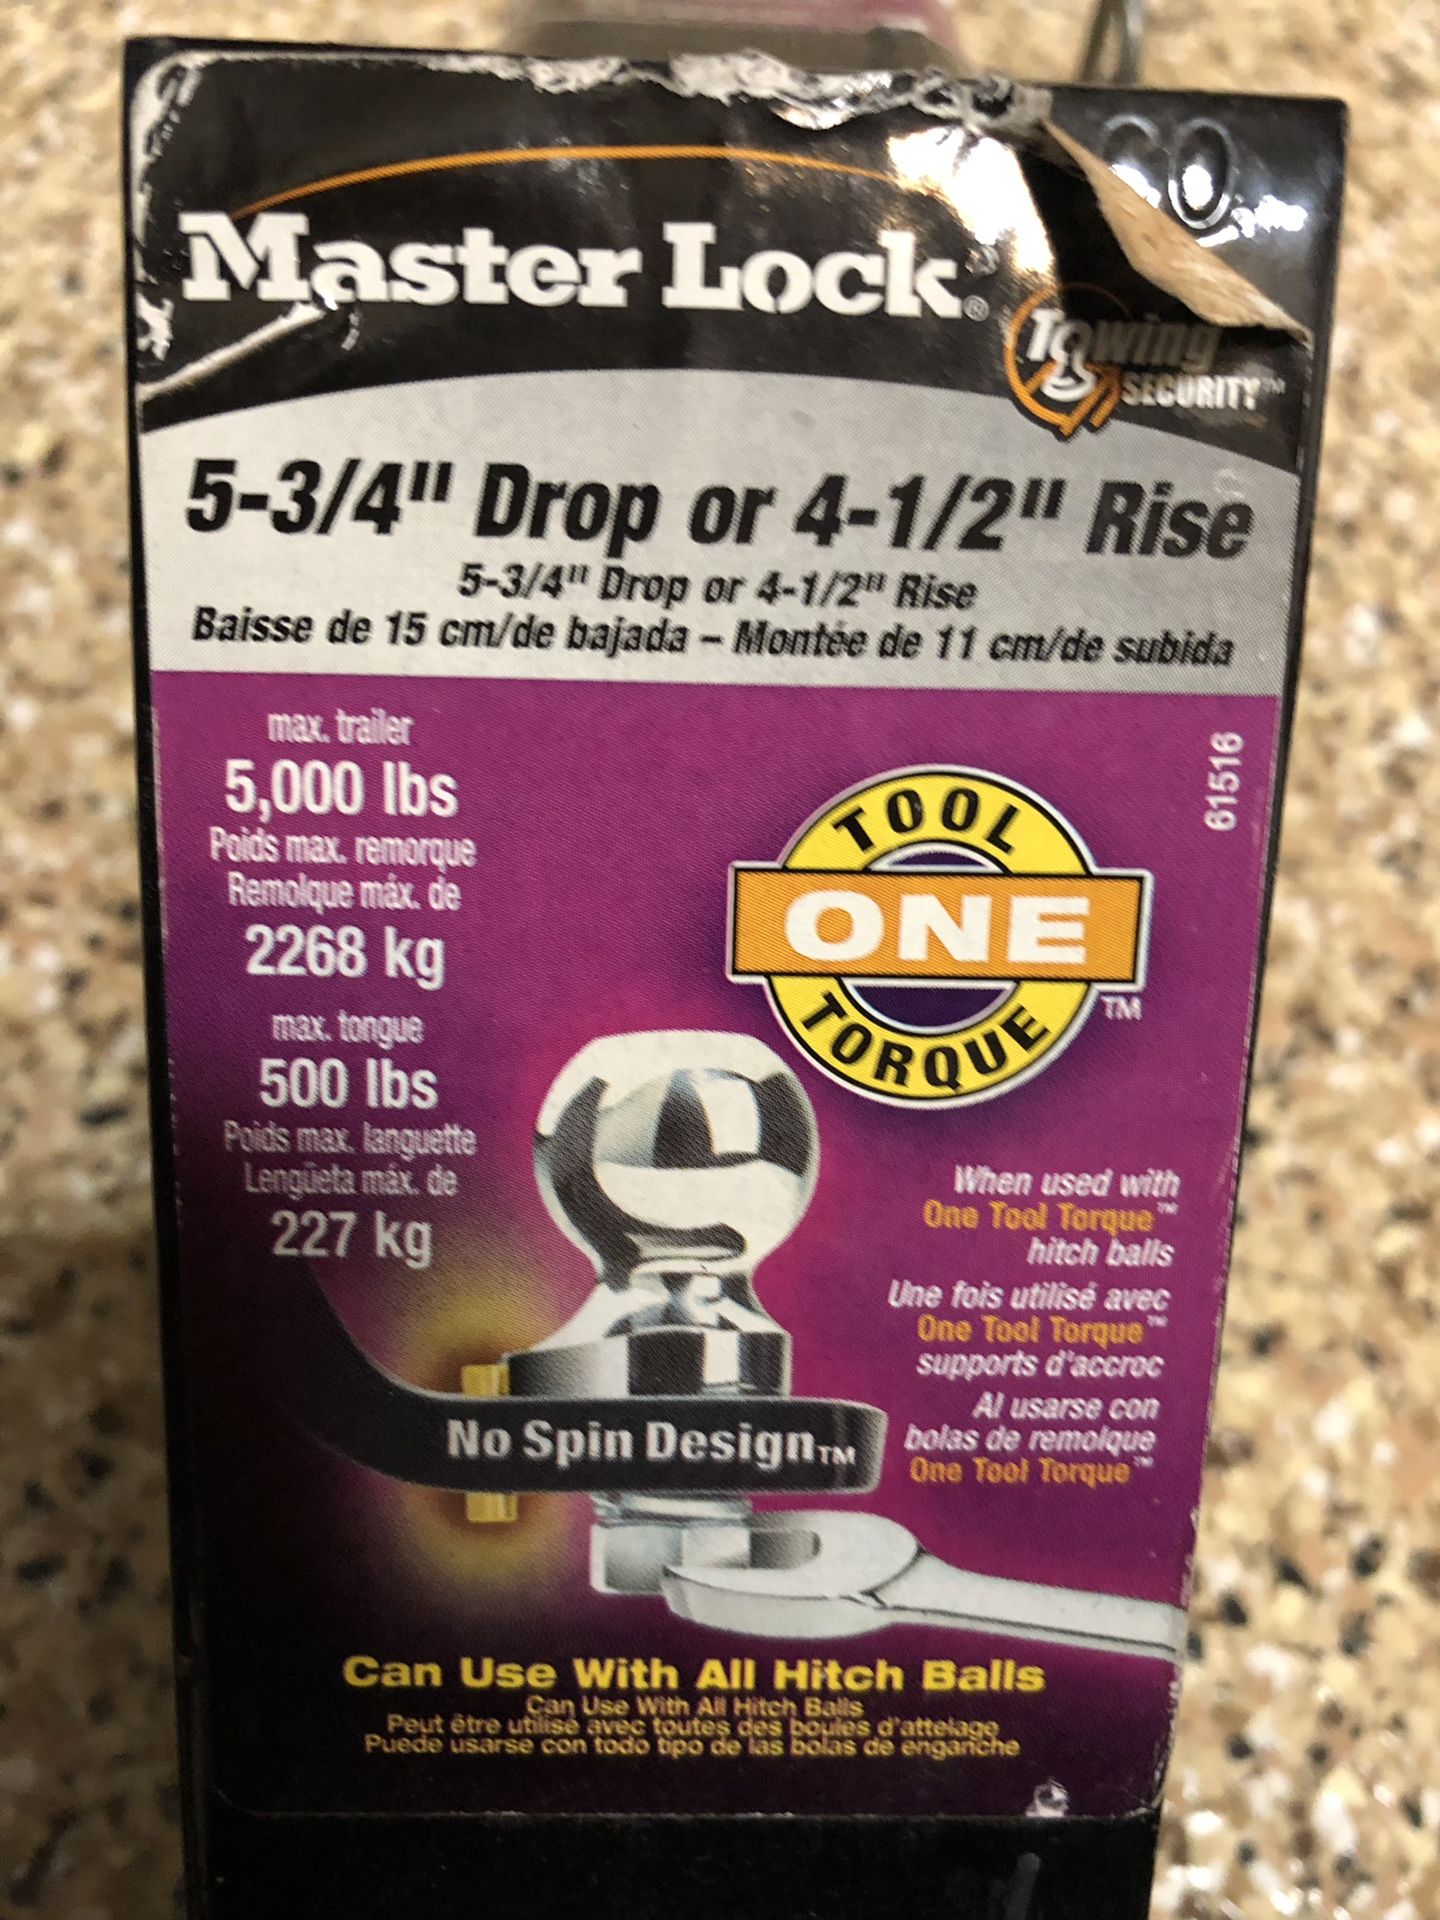 Master Lock®
Towing
SECURITY™
5-3/4" Drop or 4-1/2" Rise
5-3/4" Drop or 4-1/2" Rise
Baisse de 15 cm/de bajada – Montée de 11 cm/de subida
max. trailer
5,000 lbs
Poids max. remorque
Remolque máx. de
2268 kg
max. tongue
500 lbs
Poids max. languette
Lengüeta máx. de
227 kg
61516
TOOL
ONE
TORQUE
™
When used with
One Tool Torque™
hitch balls
Une fois utilisé avec
One Tool Torque™
supports d'accroc
Al usarse con
bolas de remolque
One Tool Torque™
No Spin Design™
Can Use With All Hitch Balls
Can Use With All Hitch Balls
Peut être utilisé avec toutes des boules d'attelage
Puede usarse con todo tipo de las bolas de enganche